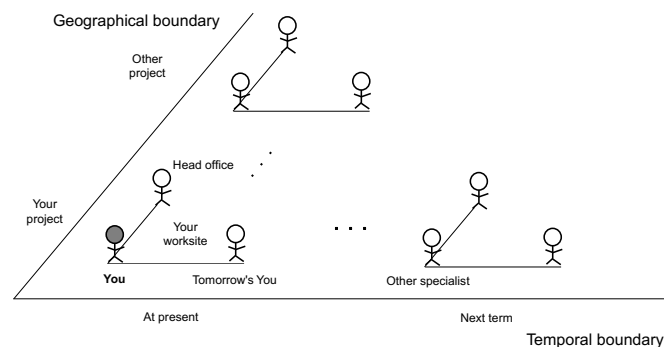 Geographical boundary
Other
project
Head office
Your
project
Your
worksite
You
Tomorrow's You
Other specialist
At present
Next term
Temporal boundary